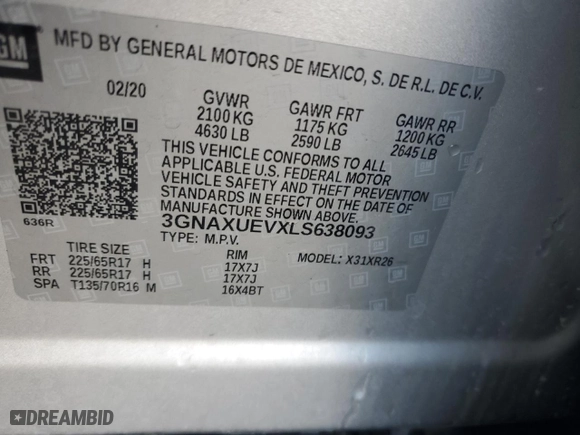 GM
MFD BY GENERAL MOTORS DE MEXICO, S. DE R.L. DE C.V.
02/20
GVWR GAWR FRT GAWR RR
2100 KG 1175 KG 1200 KG
4630 LB 2590 LB 2645 LB
THIS VEHICLE CONFORMS TO ALL
APPLICABLE U.S. FEDERAL MOTOR
VEHICLE SAFETY AND THEFT PREVENTION
STANDARDS IN EFFECT ON THE DATE OF
MANUFACTURE SHOWN ABOVE.
636R
3GNAXUEVXLS638093
TYPE: M.P.V. MODEL: X31XR26
TIRE SIZE RIM
FRT 225/65R17 H 17X7J
RR 225/65R17 H 17X7J
SPA T135/70R16 M 16X4BT
DREAMBID